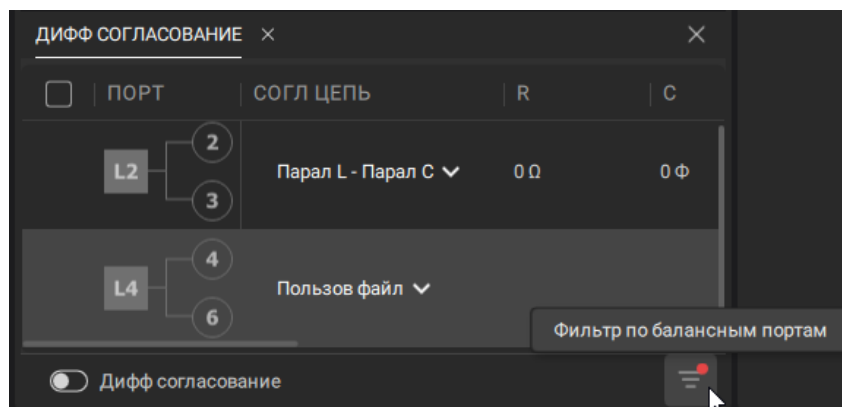 ДИФФ СОГЛАСОВАНИЕ
ПОРТ СОГЛ ЦЕПЬ R C
2
L2 Парал L - Парал C 0 Ω 0 Ф
3
4
L4 Пользов файл
6
Фильтр по балансным портам
Дифф согласование